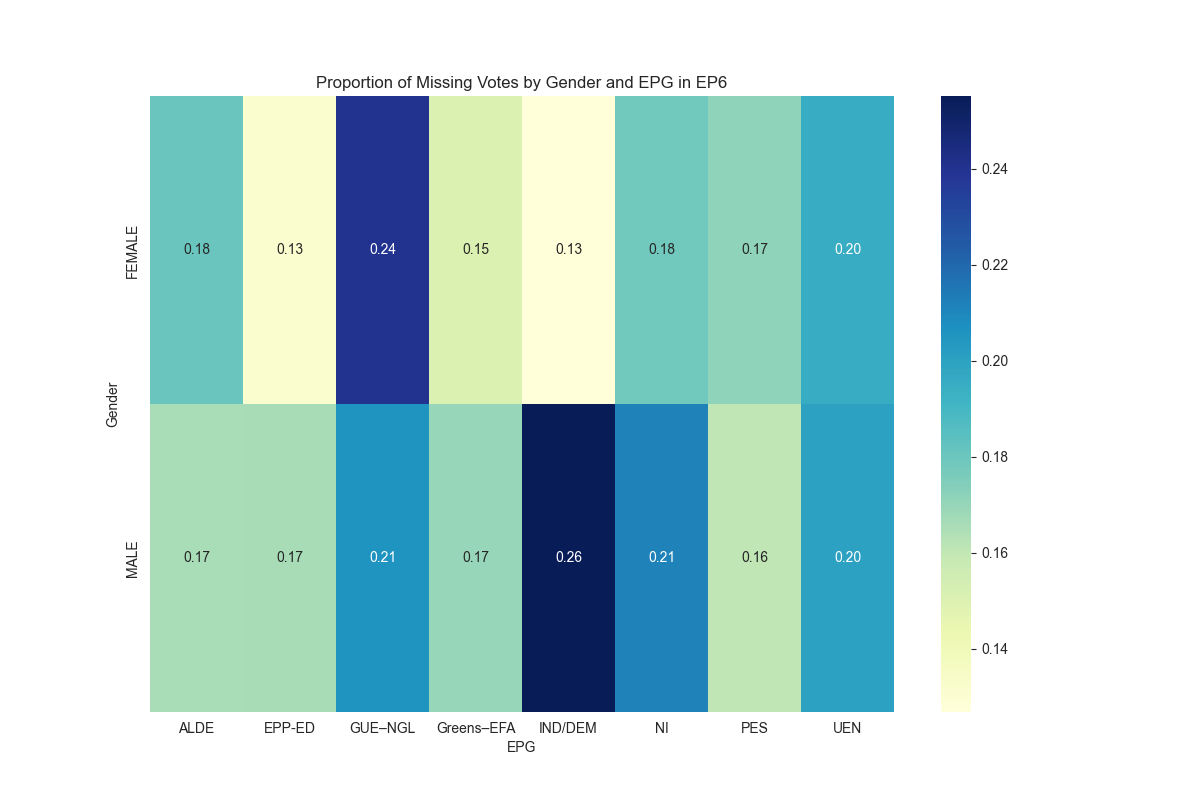 Proportion of Missing Votes by Gender and EPG in EP6
Gender
FEMALE
0.18 0.13 0.24 0.15 0.13 0.18 0.17 0.20
MALE
0.17 0.17 0.21 0.17 0.26 0.21 0.16 0.20
ALDE EPP-ED GUE–NGL Greens–EFA IND/DEM NI PES UEN
EPG
0.24
0.22
0.20
0.18
0.16
0.14